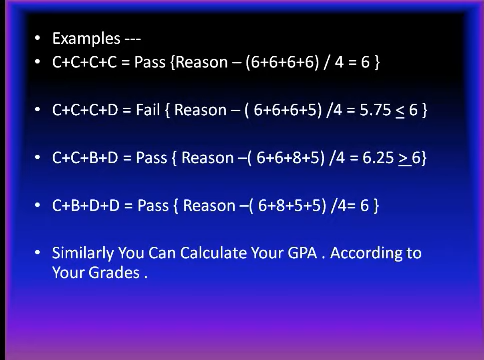 • Examples ---
• C+C+C+C = Pass {Reason – (6+6+6+6) / 4 = 6 }
• C+C+C+D = Fail { Reason – ( 6+6+6+5) /4 = 5.75 < 6 }
• C+C+B+D = Pass { Reason –( 6+6+8+5) /4 = 6.25 > 6}
• C+B+D+D = Pass { Reason –( 6+8+5+5) /4= 6 }
• Similarly You Can Calculate Your GPA . According to
Your Grades .